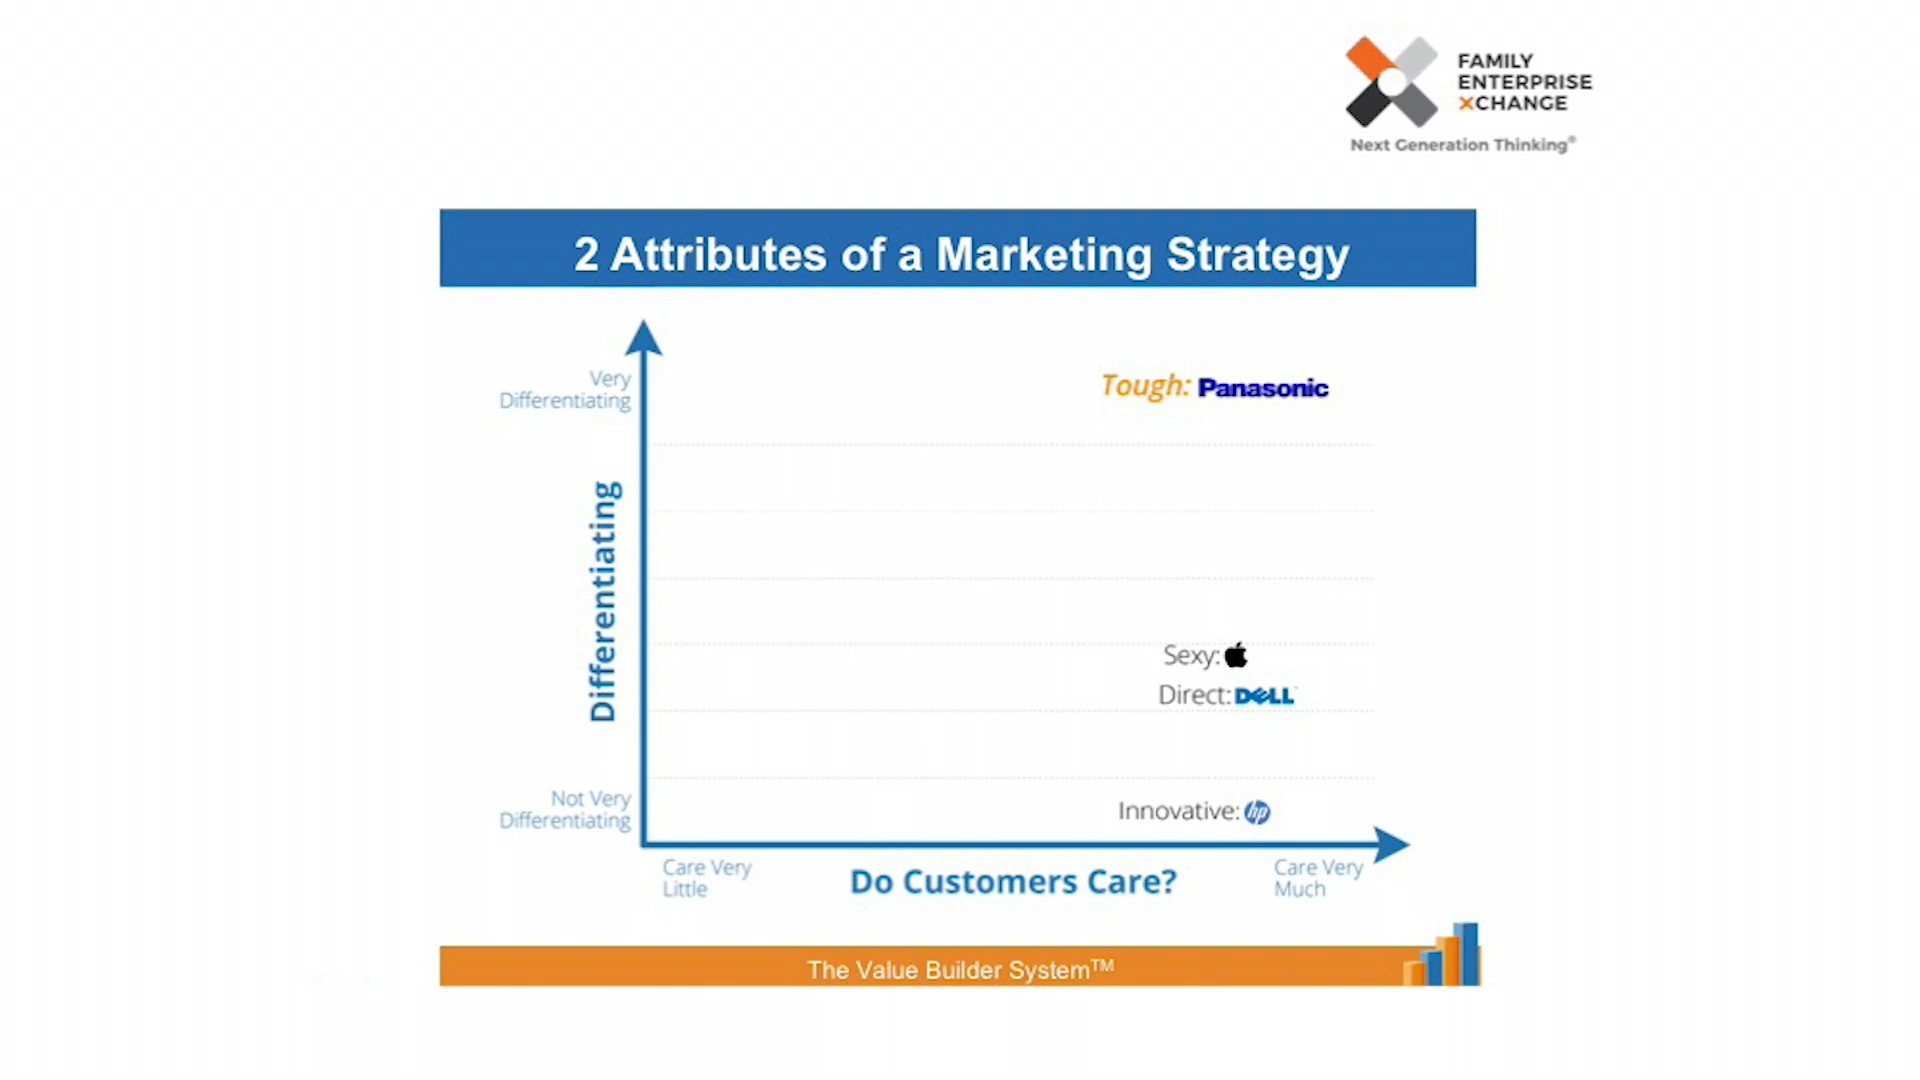 FAMILY
ENTERPRISE
XCHANGE
Next Generation Thinking®
2 Attributes of a Marketing Strategy
Very
Differentiating
Tough: Panasonic
Differentiating
Sexy:
Direct: DELL
Not Very
Differentiating
Innovative: hp
Care Very
Little
Do Customers Care?
Care Very
Much
The Value Builder System™